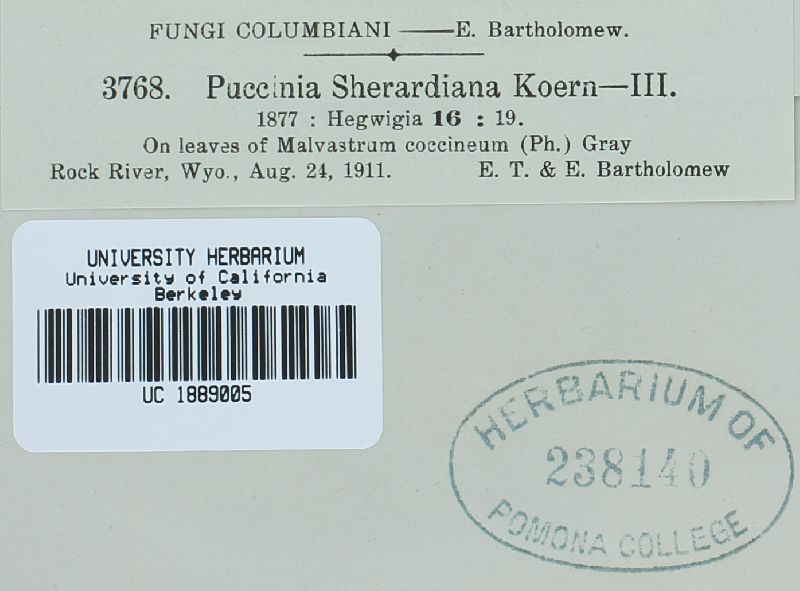 FUNGI COLUMBIANI —— E. Bartholomew.
3768. Puccinia Sherardiana Koern—III.
1877 : Hegwigia 16 : 19.
On leaves of Malvastrum coccineum (Ph.) Gray
Rock River, Wyo., Aug. 24, 1911. E. T. & E. Bartholomew
UNIVERSITY HERBARIUM
University of California
Berkeley
UC 1889005
HERBARIUM OF
238140
POMONA COLLEGE